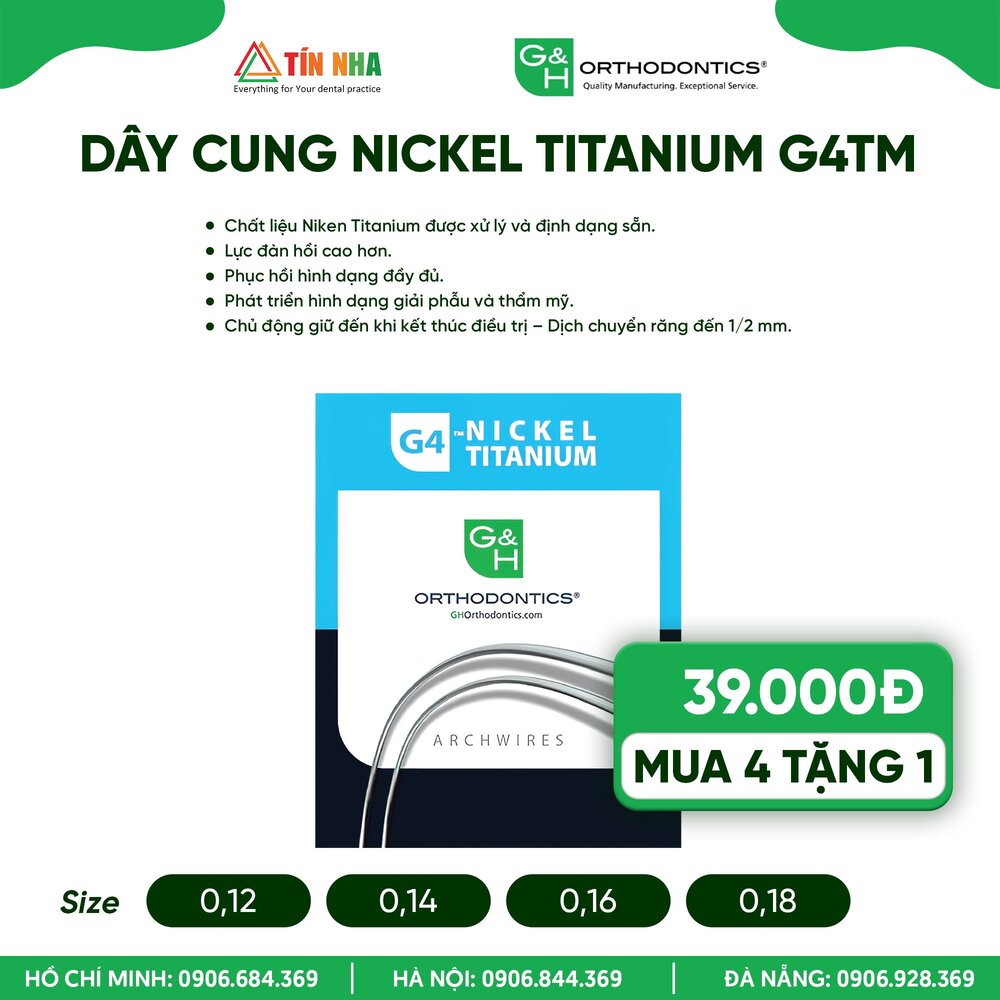 TÍN NHA
Everything for Your dental practice
G&H
ORTHODONTICS®
Quality Manufacturing. Exceptional Service.
DÂY CUNG NICKEL TITANIUM G4TM
• Chất liệu Niken Titanium được xử lý và định dạng sẵn.
• Lực đàn hồi cao hơn.
• Phục hồi hình dạng đầy đủ.
• Phát triển hình dạng giải phẫu và thẩm mỹ.
• Chủ động giữ đến khi kết thúc điều trị – Dịch chuyển răng đến 1/2 mm.
G4™ NICKEL
TITANIUM
G&H
ORTHODONTICS®
GHOrthodontics.com
ARCHWIRES
39.000Đ
MUA 4 TẶNG 1
Size 0,12 0,14 0,16 0,18
HỒ CHÍ MINH: 0906.684.369 | HÀ NỘI: 0906.844.369 | ĐÀ NẴNG: 0906.928.369